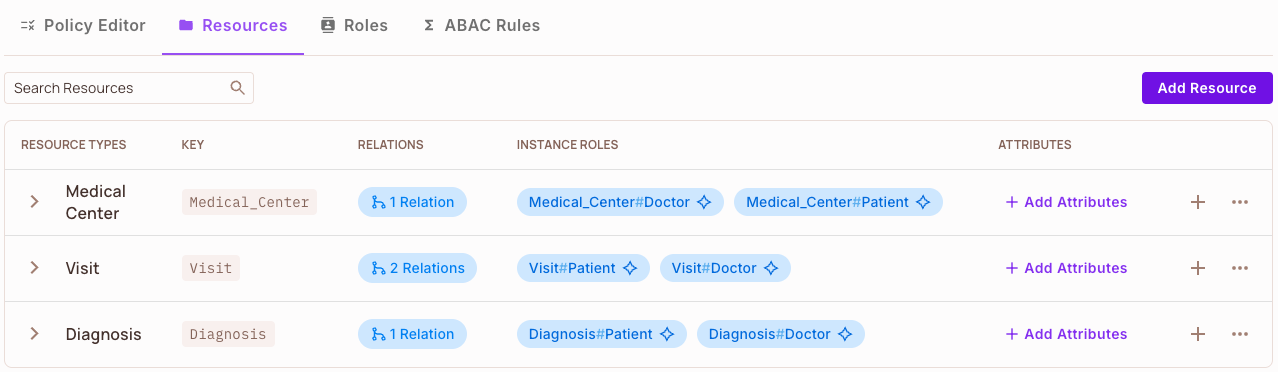 Policy Editor Resources Roles ABAC Rules
Search Resources Add Resource
RESOURCE TYPES KEY RELATIONS INSTANCE ROLES ATTRIBUTES
Medical
Center Medical_Center 1 Relation Medical_Center#Doctor Medical_Center#Patient + Add Attributes
Visit Visit 2 Relations Visit#Patient Visit#Doctor + Add Attributes
Diagnosis Diagnosis 1 Relation Diagnosis#Patient Diagnosis#Doctor + Add Attributes